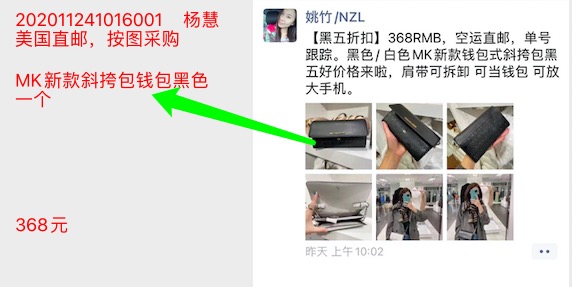 202011241016001 杨慧
美国直邮，按图采购
MK新款斜挎包钱包黑色
一个
368元
姚竹/NZL
【黑五折扣】368RMB，空运直邮，单号
跟踪。黑色/ 白色MK新款钱包式斜挎包黑
五好价格来啦，肩带可拆卸 可当钱包 可放
大手机。
昨天 上午10:02